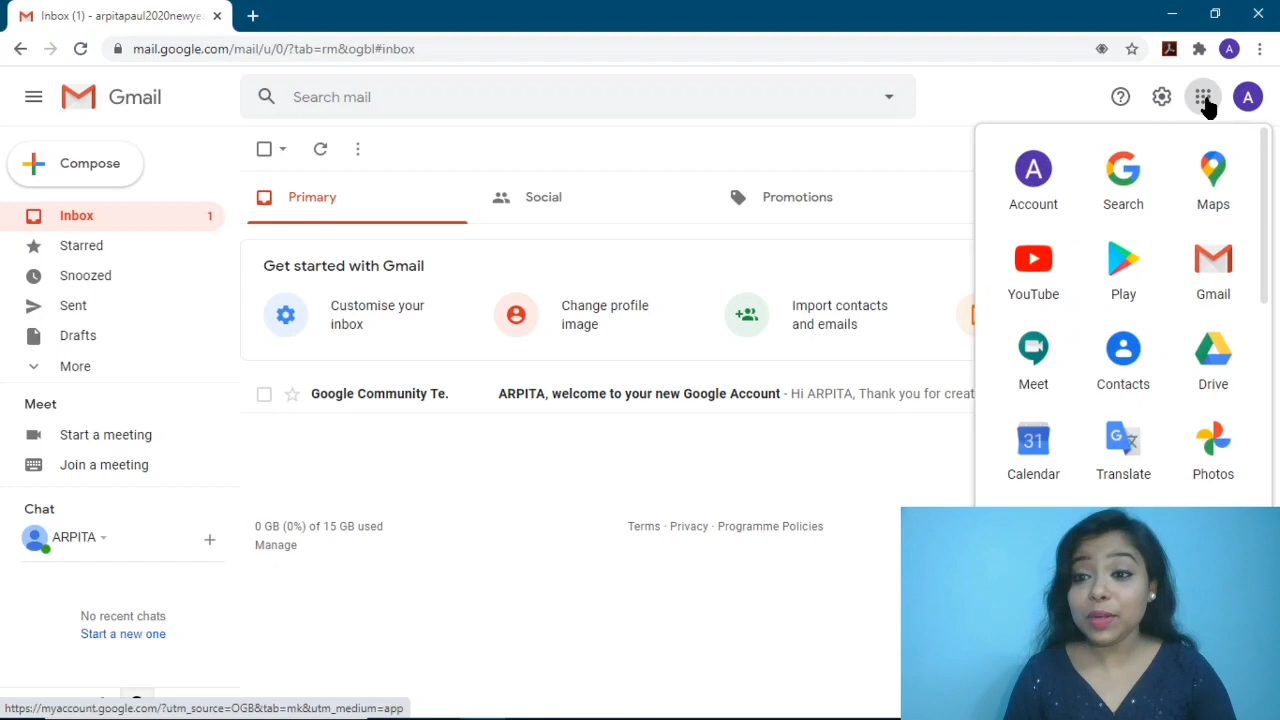 Inbox (1) - arpitapaul2020newye
mail.google.com/mail/u/0/?tab=rm&ogbl#inbox
A
Gmail
Search mail
A
Compose
Inbox 1
Starred
Snoozed
Sent
Drafts
More
Meet
Start a meeting
Join a meeting
Chat
ARPITA
No recent chats
Start a new one
Primary
Social
Promotions
Get started with Gmail
Customise your
inbox
Change profile
image
Import contacts
and emails
Google Community Te.
ARPITA, welcome to your new Google Account - Hi ARPITA, Thank you for creat
0 GB (0%) of 15 GB used
Manage
Terms · Privacy · Programme Policies
A
Account
Search
Maps
YouTube
Play
Gmail
Meet
Contacts
Drive
31
G
Calendar
Translate
Photos
https://myaccount.google.com/?utm_source=OGB&tab=mk&utm_medium=app